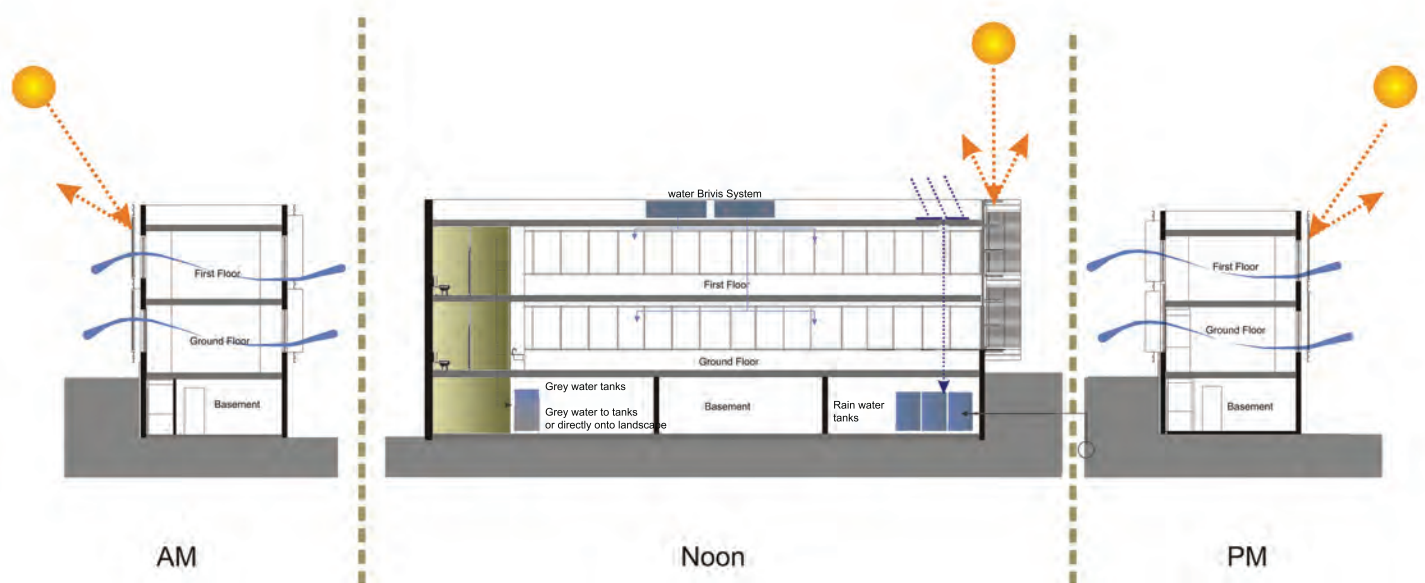 First Floor
Ground Floor
Basement
AM
water Brivis System
First Floor
Ground Floor
Grey water tanks
Grey water to tanks
or directly onto landscape
Basement
Rain water
tanks
Noon
First Floor
Ground Floor
Basement
PM